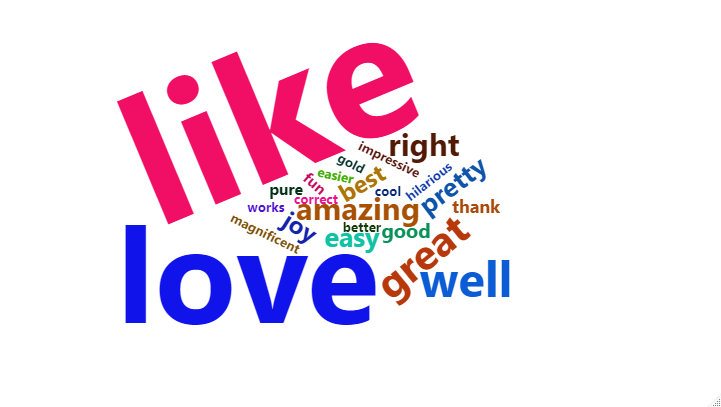 like
right
impressive
gold
easier
hilarious
fun
best
cool
pretty
pure
correct
works
amazing
thank
magnificent
joy
better
easy
good
great
love
well